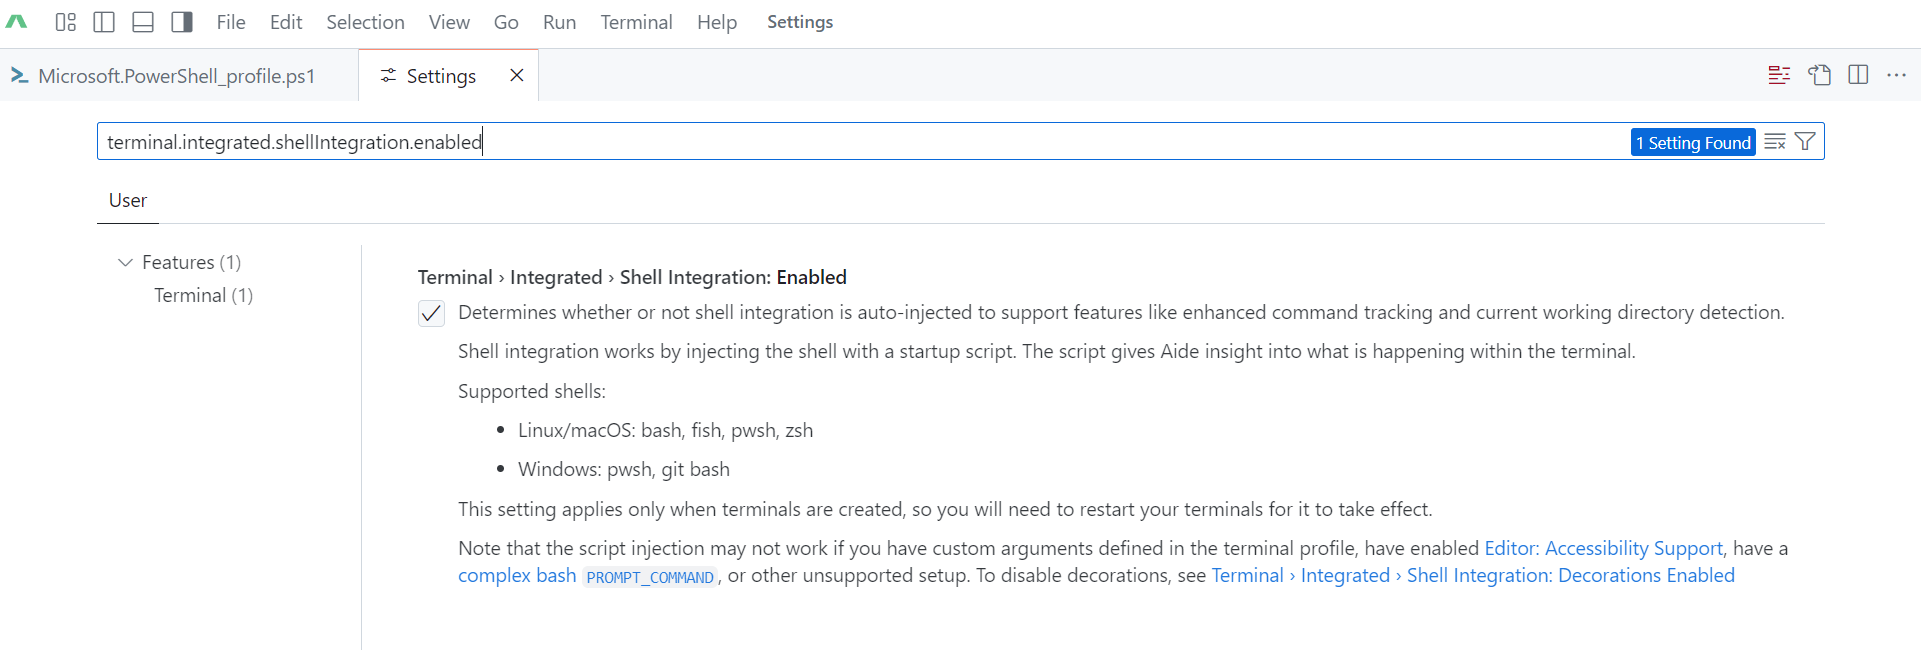 File Edit Selection View Go Run Terminal Help Settings
Microsoft.PowerShell_profile.ps1 Settings
terminal.integrated.shellIntegration.enabled 1 Setting Found
User
Features (1)
Terminal (1)
Terminal › Integrated › Shell Integration: Enabled
Determines whether or not shell integration is auto-injected to support features like enhanced command tracking and current working directory detection.
Shell integration works by injecting the shell with a startup script. The script gives Aide insight into what is happening within the terminal.
Supported shells:
• Linux/macOS: bash, fish, pwsh, zsh
• Windows: pwsh, git bash
This setting applies only when terminals are created, so you will need to restart your terminals for it to take effect.
Note that the script injection may not work if you have custom arguments defined in the terminal profile, have enabled Editor: Accessibility Support, have a
complex bash PROMPT_COMMAND, or other unsupported setup. To disable decorations, see Terminal › Integrated › Shell Integration: Decorations Enabled